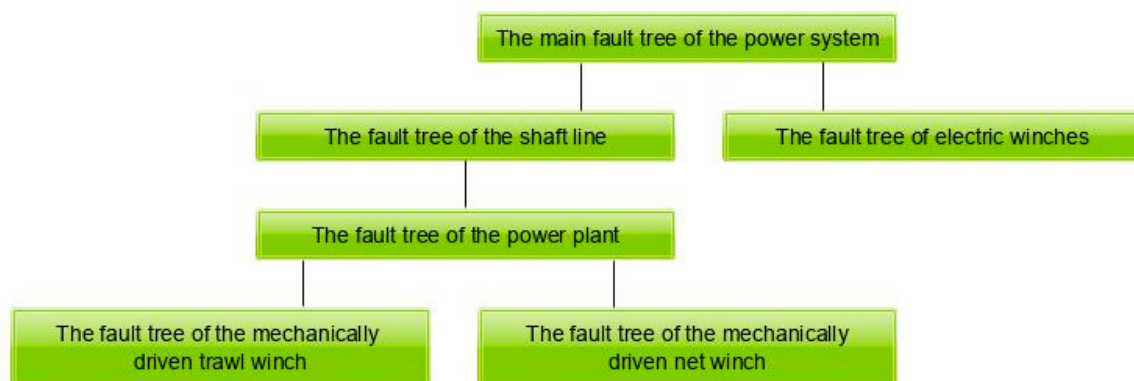 The main fault tree of the power system
The fault tree of the shaft line
The fault tree of electric winches
The fault tree of the power plant
The fault tree of the mechanically
driven trawl winch
The fault tree of the mechanically
driven net winch